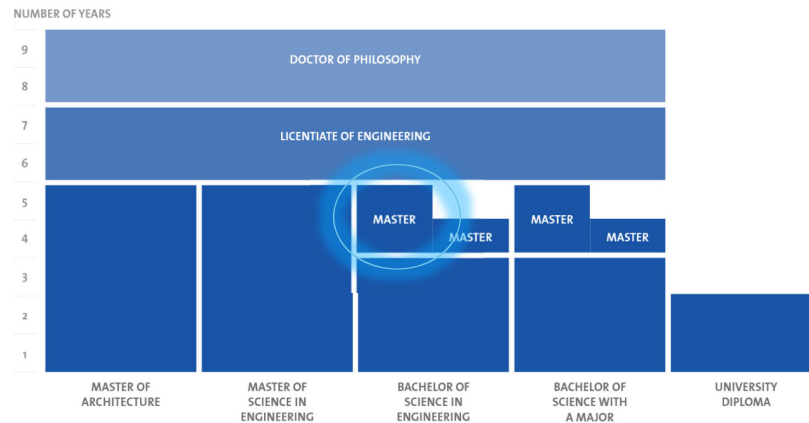 NUMBER OF YEARS
9
DOCTOR OF PHILOSOPHY
8
7
LICENTIATE OF ENGINEERING
6
5
MASTER
MASTER
4
MASTER
MASTER
3
2
1
MASTER OF
ARCHITECTURE
MASTER OF
SCIENCE IN
ENGINEERING
BACHELOR OF
SCIENCE IN
ENGINEERING
BACHELOR OF
SCIENCE WITH
A MAJOR
UNIVERSITY
DIPLOMA